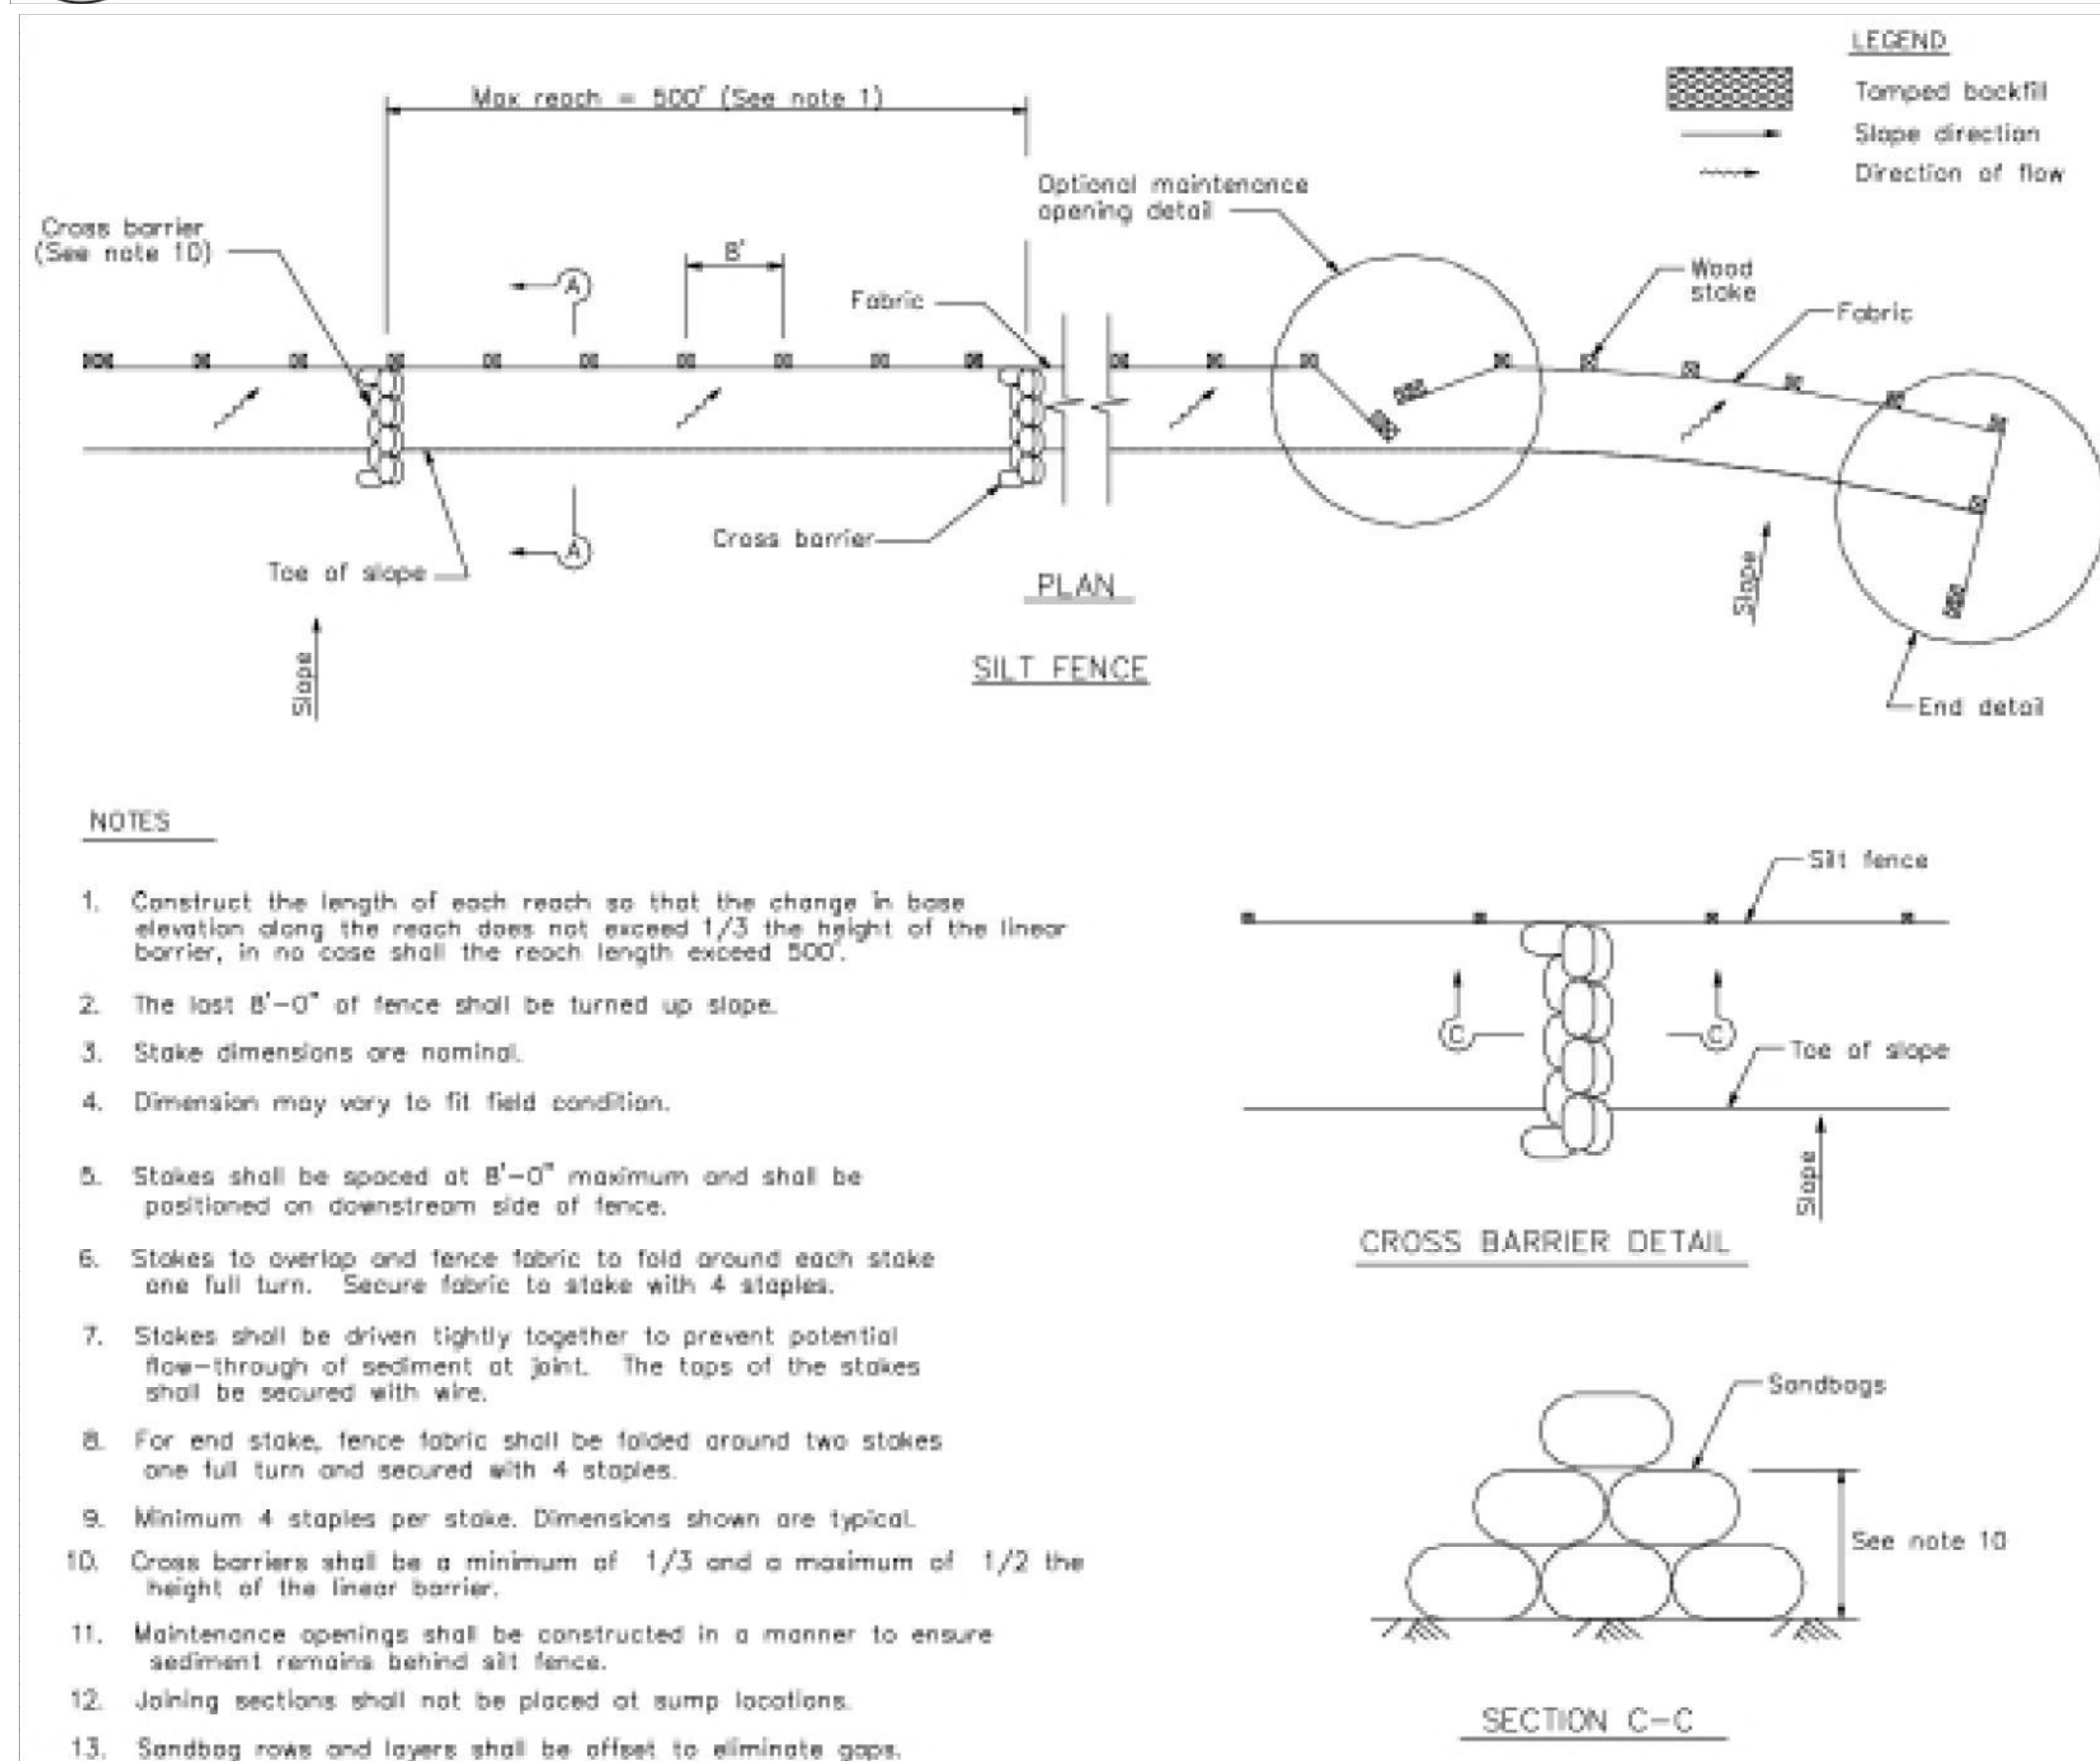 LEGEND
Tamped backfill
Slope direction
Direction of flow
Max reach = 500' (See note 1)
Optional maintenance
opening detail
Cross barrier
(See note 10)
8'
A
Fabric
Wood
stake
Fabric
Cross barrier
A
Toe of slope
PLAN
Slope
Slope
SILT FENCE
End detail
NOTES
1. Construct the length of each reach so that the change in base
elevation along the reach does not exceed 1/3 the height of the linear
barrier, in no case shall the reach length exceed 500'.
2. The last 8'-0" of fence shall be turned up slope.
3. Stake dimensions are nominal.
4. Dimension may vary to fit field condition.
5. Stakes shall be spaced at 8'-0" maximum and shall be
positioned on downstream side of fence.
6. Stakes to overlap and fence fabric to fold around each stake
one full turn. Secure fabric to stake with 4 staples.
7. Stakes shall be driven tightly together to prevent potential
flow-through of sediment at joint. The tops of the stakes
shall be secured with wire.
8. For end stake, fence fabric shall be folded around two stakes
one full turn and secured with 4 staples.
9. Minimum 4 staples per stake. Dimensions shown are typical.
10. Cross barriers shall be a minimum of 1/3 and a maximum of 1/2 the
height of the linear barrier.
11. Maintenance openings shall be constructed in a manner to ensure
sediment remains behind silt fence.
12. Joining sections shall not be placed at sump locations.
13. Sandbag rows and layers shall be offset to eliminate gaps.
Silt fence
C
C
Toe of slope
Slope
CROSS BARRIER DETAIL
Sandbags
See note 10
SECTION C-C